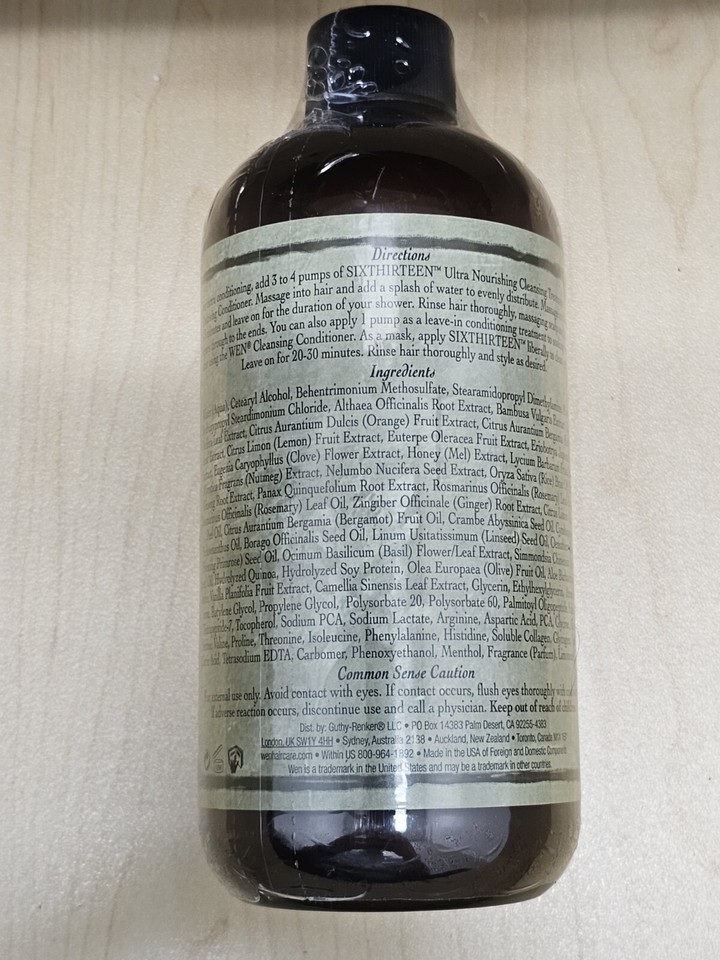 Directions
conditioning, add 3 to 4 pumps of SIXTHIRTEEN™ Ultra Nourishing Cleansing
Conditioner. Massage into hair and add a splash of water to evenly distribute.
and leave on for the duration of your shower. Rinse hair thoroughly, massaging
to the ends. You can also apply 1 pump as a leave-in conditioning treatment
the WEN® Cleansing Conditioner. As a mask, apply SIXTHIRTEEN™ liberally
Leave on for 20-30 minutes. Rinse hair thoroughly and style as desired.
Ingredients
(Aqua), Cetearyl Alcohol, Behentrimonium Methosulfate, Stearamidopropyl
Steardimonium Chloride, Althaea Officinalis Root Extract, Bambusa Vulgaris
Leaf Extract, Citrus Aurantium Dulcis (Orange) Fruit Extract, Citrus Aurantium
Citrus Limon (Lemon) Fruit Extract, Euterpe Oleracea Fruit Extract,
Eugenia Caryophyllus (Clove) Flower Extract, Honey (Mel) Extract, Lycium
Fragrans (Nutmeg) Extract, Nelumbo Nucifera Seed Extract, Oryza Sativa (Rice)
Root Extract, Panax Quinquefolium Root Extract, Rosmarinus Officinalis (Rosemary)
Officinalis (Rosemary) Leaf Oil, Zingiber Officinale (Ginger) Root Extract, Citrus
Oil, Citrus Aurantium Bergamia (Bergamot) Fruit Oil, Crambe Abyssinica Seed Oil,
Oil, Borago Officinalis Seed Oil, Linum Usitatissimum (Linseed) Seed Oil,
Primrose) Seed Oil, Ocimum Basilicum (Basil) Flower/Leaf Extract, Simmondsia
Hydrolyzed Quinoa, Hydrolyzed Soy Protein, Olea Europaea (Olive) Fruit Oil,
Planifolia Fruit Extract, Camellia Sinensis Leaf Extract, Glycerin,
Butylene Glycol, Propylene Glycol, Polysorbate 20, Polysorbate 60, Palmitoyl
Tocopherol, Sodium PCA, Sodium Lactate, Arginine, Aspartic Acid, PCA,
Valine, Proline, Threonine, Isoleucine, Phenylalanine, Histidine, Soluble Collagen,
Acid, Tetrasodium EDTA, Carbomer, Phenoxyethanol, Menthol, Fragrance (Parfum),
Common Sense Caution
use only. Avoid contact with eyes. If contact occurs, flush eyes thoroughly with
adverse reaction occurs, discontinue use and call a physician. Keep out of reach of
Dist. by: Guthy-Renker® LLC • PO Box 14383 Palm Desert, CA 92255-4383
London, UK SW1Y 4HH • Sydney, Australia 2138 • Auckland, New Zealand • Toronto, Canada
wenhaircare.com • Within US 800-964-1892 • Made in the USA of Foreign and Domestic Components
Wen is a trademark in the United States and may be a trademark in other countries.